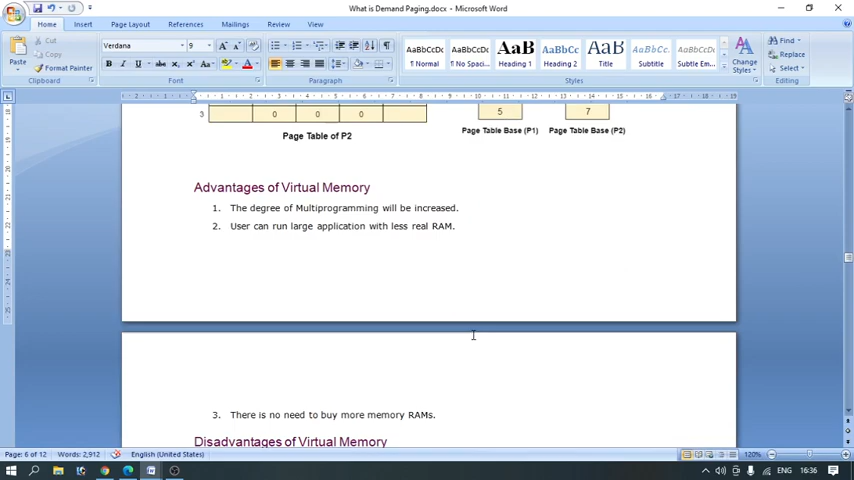 What is Demand Paging.docx - Microsoft Word
Home Insert Page Layout References Mailings Review View
Paste
Cut
Copy
Format Painter
Clipboard
Verdana 9
Font
Paragraph
AaBbCcDc ¶ Normal
AaBbCcDc ¶ No Spaci...
AaBb Heading 1
AaBbCc Heading 2
AaBb Title
AaBbCc Subtitle
AaBbCcDc Subtle Em...
Change Styles
Styles
Find
Replace
Select
Editing
3 0 0 0
5 7
Page Table of P2
Page Table Base (P1) Page Table Base (P2)
Advantages of Virtual Memory
1. The degree of Multiprogramming will be increased.
2. User can run large application with less real RAM.
3. There is no need to buy more memory RAMs.
Disadvantages of Virtual Memory
Page: 6 of 12 Words: 2,912 English (United States) 120%
ENG 16:36